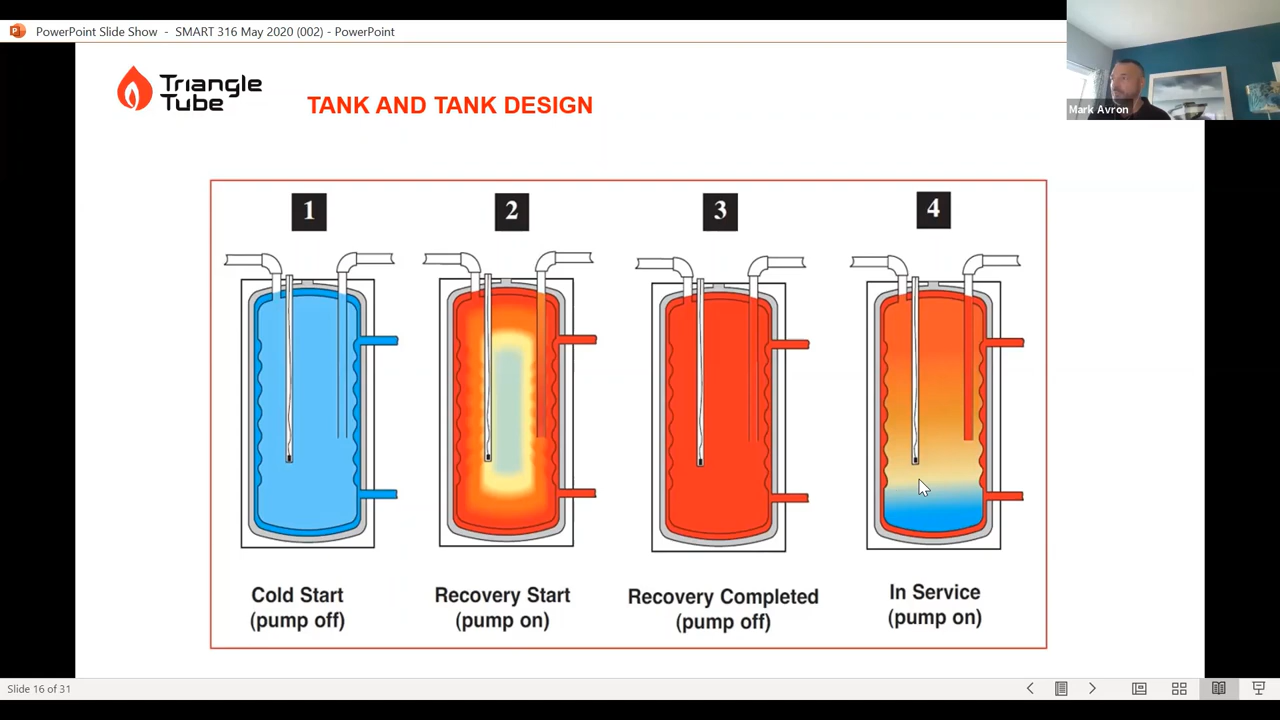 PowerPoint Slide Show - SMART 316 May 2020 (002) - PowerPoint
Mark Avron
Triangle
Tube
TANK AND TANK DESIGN
1
2
3
4
Cold Start
(pump off)
Recovery Start
(pump on)
Recovery Completed
(pump off)
In Service
(pump on)
Slide 16 of 31